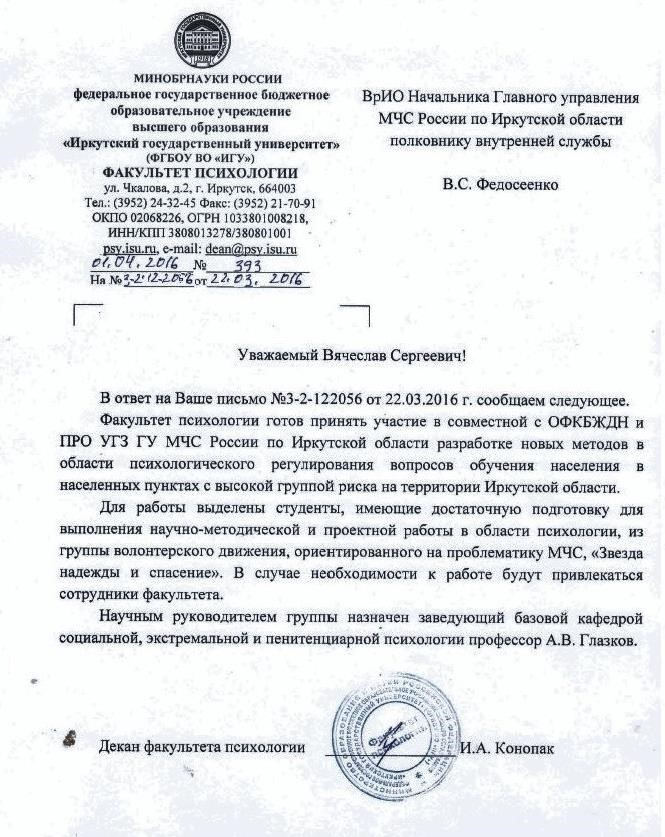 МИНОБРНАУКИ РОССИИ
федеральное государственное бюджетное
образовательное учреждение
высшего образования
«Иркутский государственный университет»
(ФГБОУ ВО «ИГУ»)
ФАКУЛЬТЕТ ПСИХОЛОГИИ
ул. Чкалова, д.2, г. Иркутск, 664003
Тел.: (3952) 24-32-45 Факс: (3952) 21-70-91
ОКПО 02068226, ОГРН 1033801008218,
ИНН/КПП 3808013278/380801001
psy.isu.ru, e-mail: dean@psy.isu.ru
01.04.2016 № 393
На №3-2-12-2056 от 22.03.2016
ВрИО Начальника Главного управления
МЧС России по Иркутской области
полковнику внутренней службы
В.С. Федосеенко
Уважаемый Вячеслав Сергеевич!
В ответ на Ваше письмо №3-2-122056 от 22.03.2016 г. сообщаем следующее.
Факультет психологии готов принять участие в совместной с ОФКБЖДН и
ПРО УГЗ ГУ МЧС России по Иркутской области разработке новых методов в
области психологического регулирования вопросов обучения населения в
населенных пунктах с высокой группой риска на территории Иркутской области.
Для работы выделены студенты, имеющие достаточную подготовку для
выполнения научно-методической и проектной работы в области психологии, из
группы волонтерского движения, ориентированного на проблематику МЧС, «Звезда
надежды и спасение». В случае необходимости к работе будут привлекаться
сотрудники факультета.
Научным руководителем группы назначен заведующий базовой кафедрой
социальной, экстремальной и пенитенциарной психологии профессор А.В. Глазков.
Декан факультета психологии И.А. Конопак
Факультет
психологии